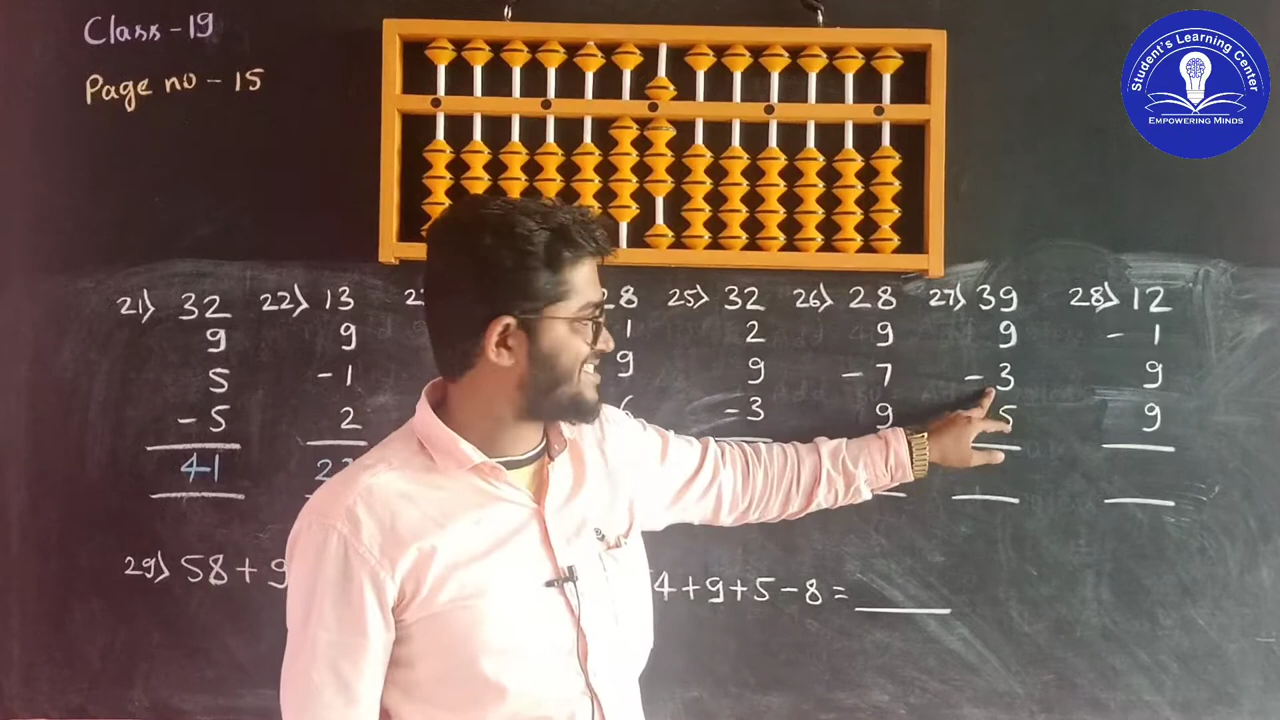 Class-19
Page no-15
Student's Learning Center
EMPOWERING MINDS
21) 32 22) 13 28 25) 32 26) 28 27) 39 28) 12
9 9 1 2 9 9 -1
5 -1 9 9 -7 -3 9
-5 2 -3 9 5 9
41
29) 58+9 4+9+5-8=